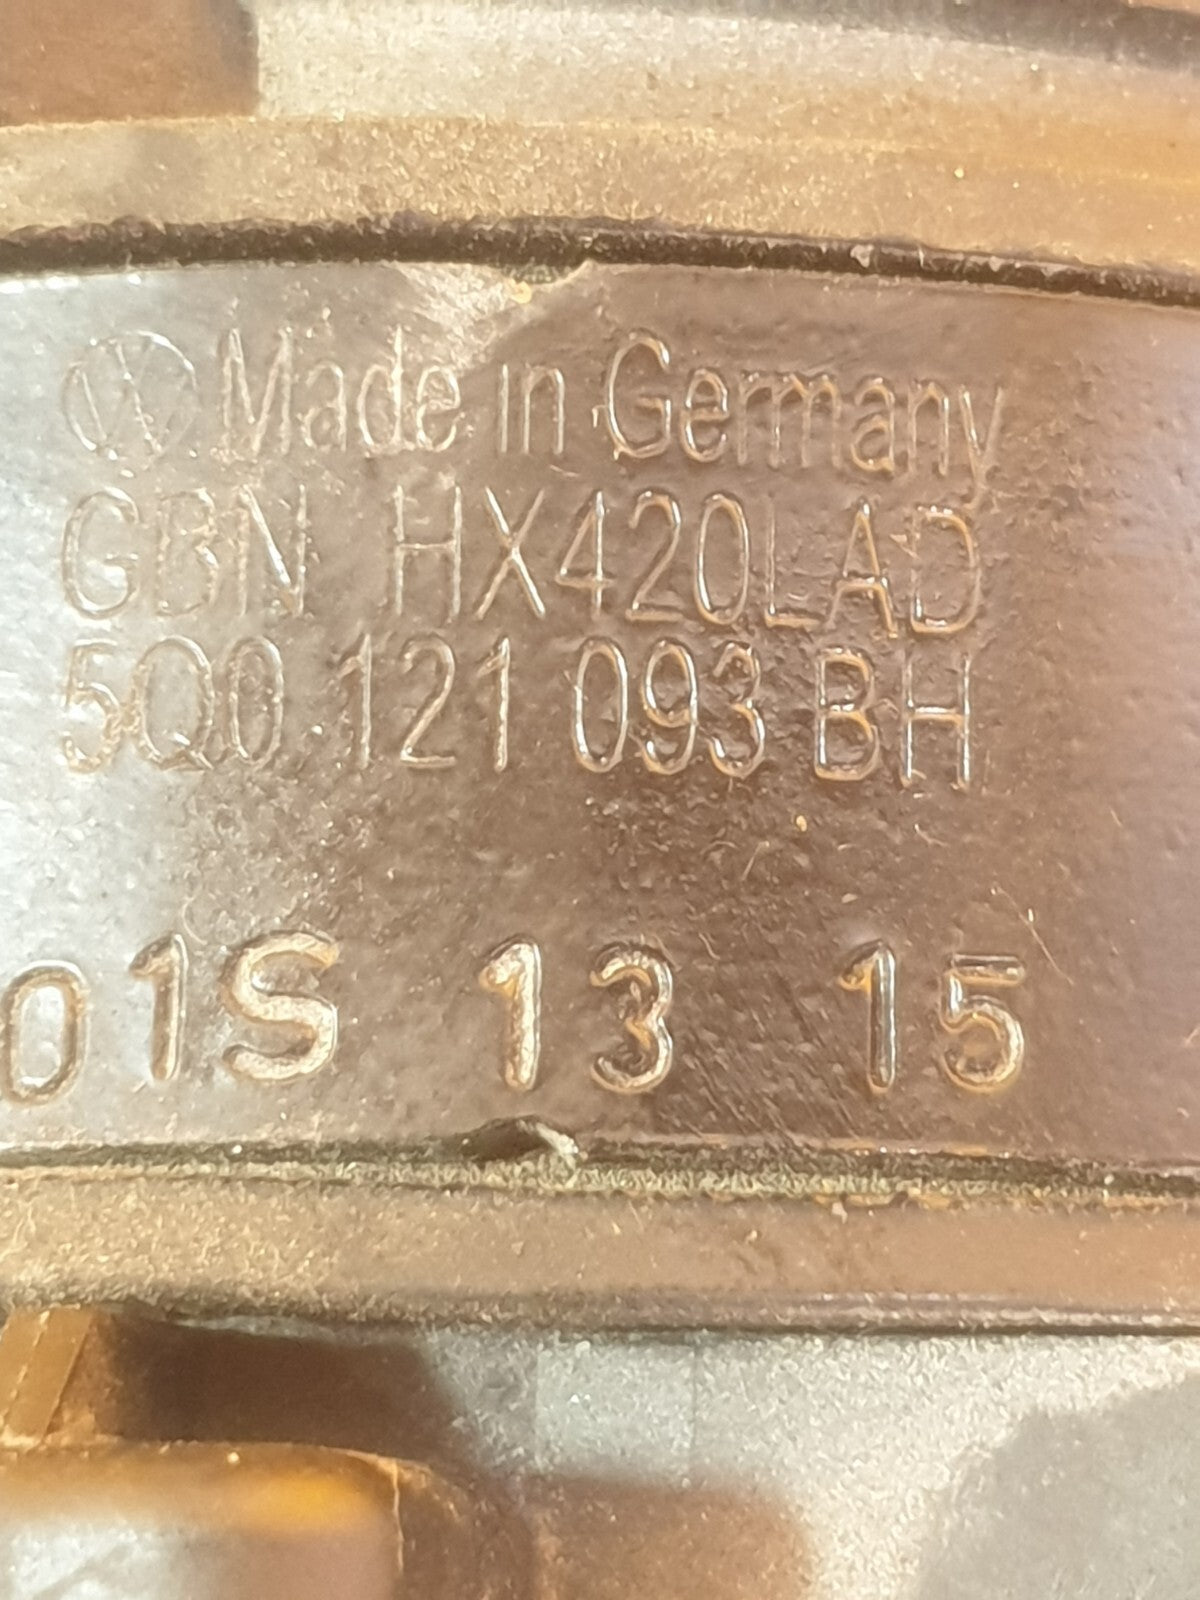 Made in Germany
GBN HX420LAD
5Q0 121 093 BH
01S 13 15